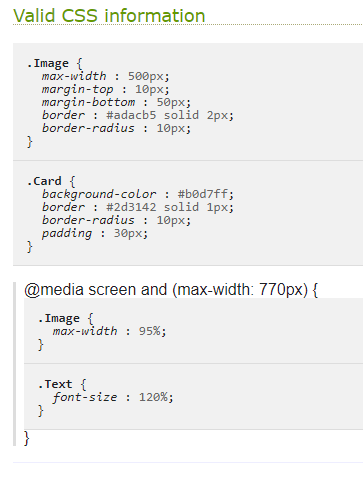 Valid CSS information
.Image {
max-width : 500px;
margin-top : 10px;
margin-bottom : 50px;
border : #adacb5 solid 2px;
border-radius : 10px;
}
.Card {
background-color : #b0d7ff;
border : #2d3142 solid 1px;
border-radius : 10px;
padding : 30px;
}
@media screen and (max-width: 770px) {
.Image {
max-width : 95%;
}
.Text {
font-size : 120%;
}
}